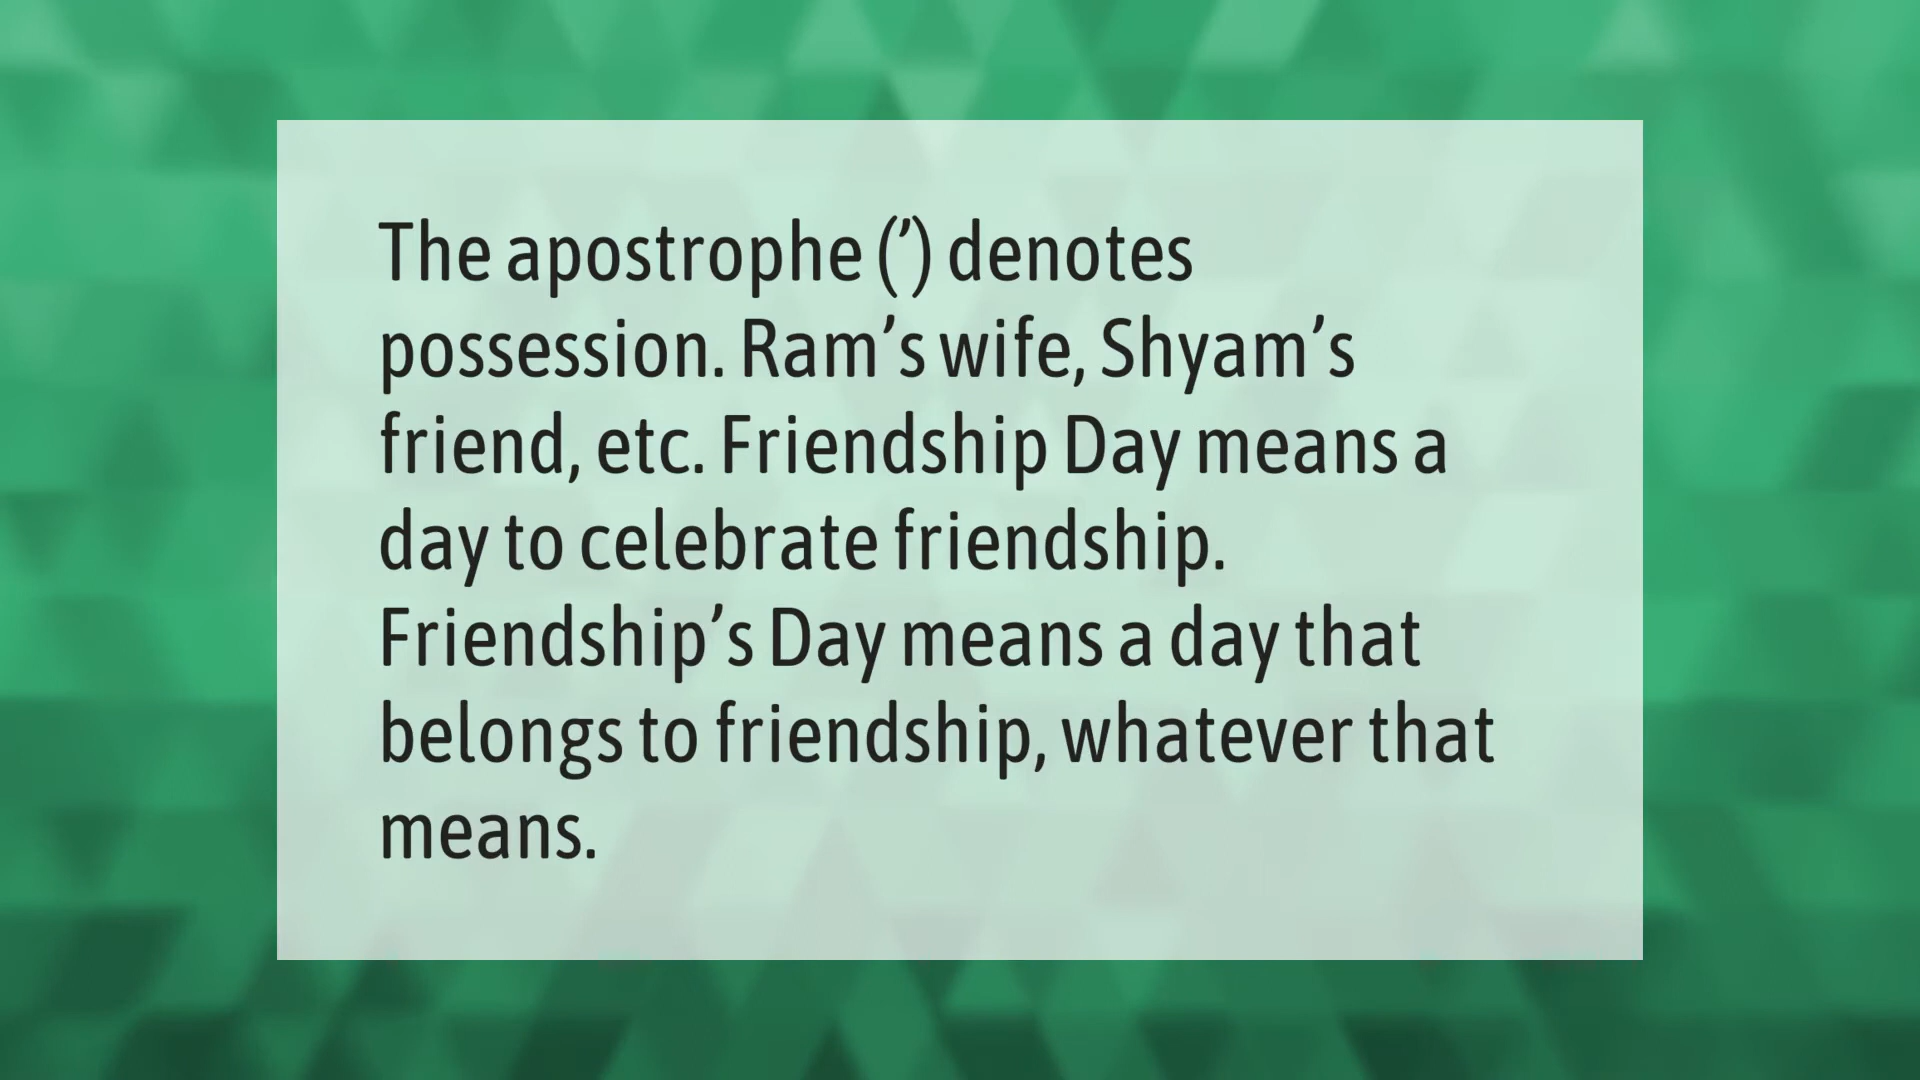 The apostrophe (’) denotes
possession. Ram’s wife, Shyam’s
friend, etc. Friendship Day means a
day to celebrate friendship.
Friendship’s Day means a day that
belongs to friendship, whatever that
means.